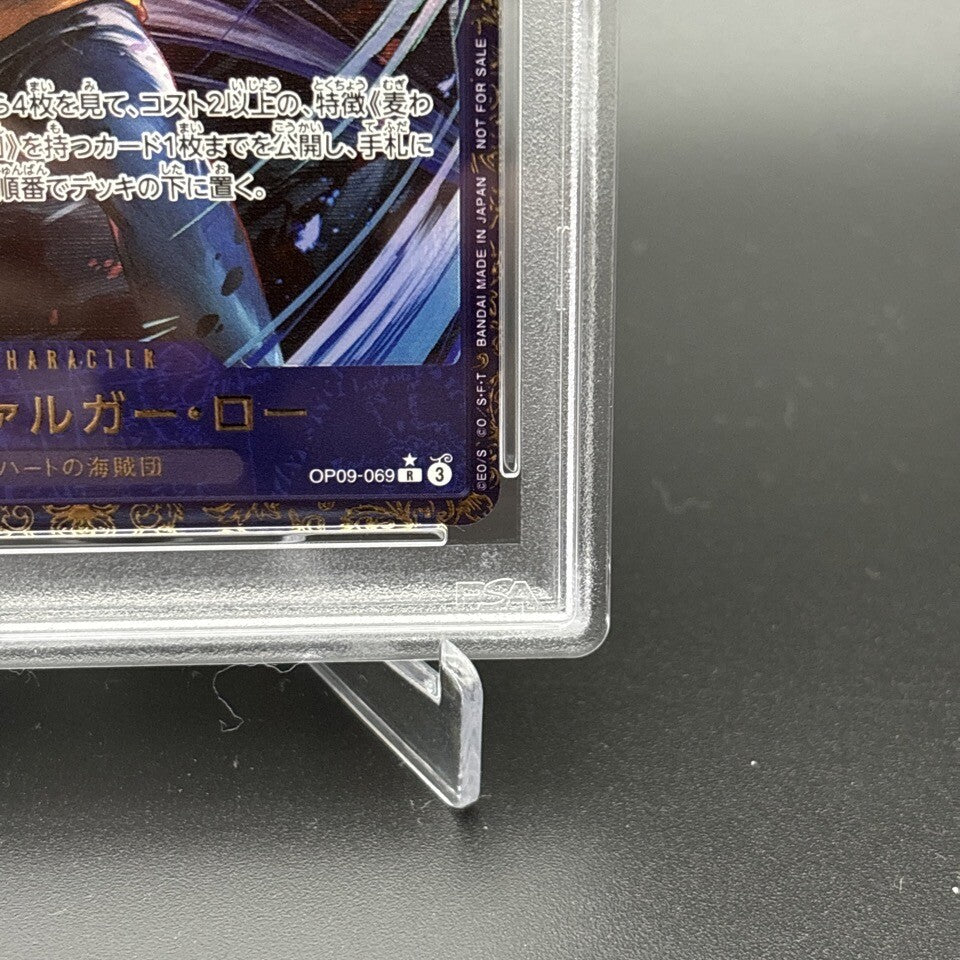 ら4枚を見て、コスト2以上の、特徴《麦わ
》を持つカード1枚までを公開し、手札に
順番でデッキの下に置く。
CHARACTER
ァルガー・ロー
ハートの海賊団
OP09-069 R 3
©EO/S ©O/S・F・T BANDAI MADE IN JAPAN NOT FOR SALE
PSA